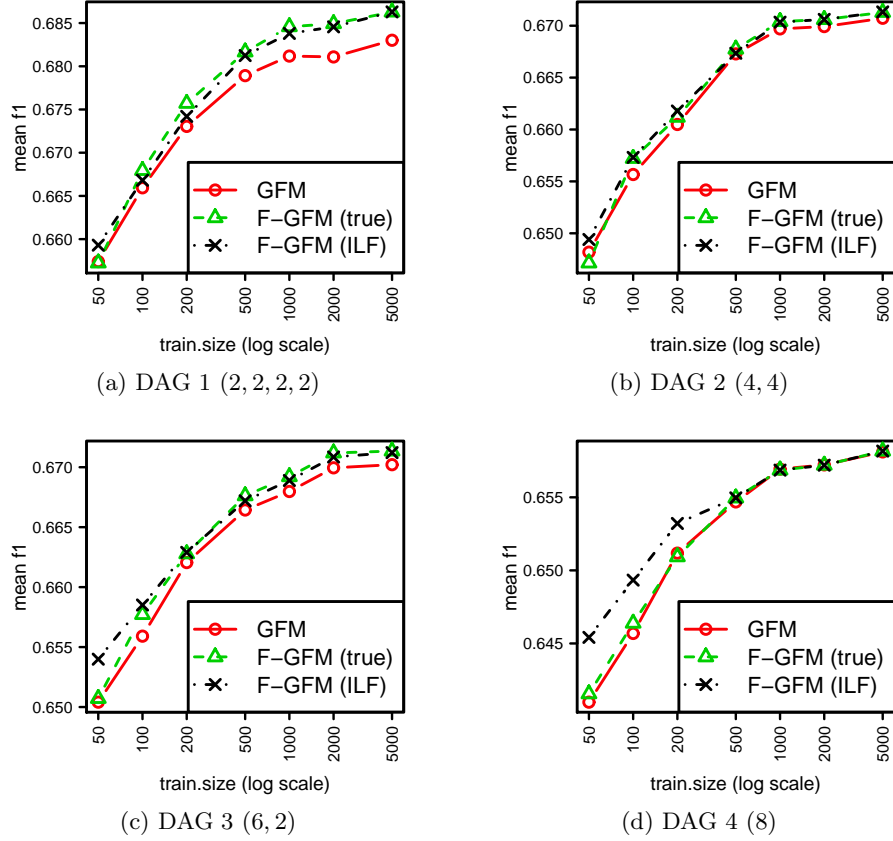 mean f1
0.685
0.680
0.675
0.670
0.665
0.660
GFM
F−GFM (true)
F−GFM (ILF)
50
100
200
500
1000
2000
5000
train.size (log scale)
(a) DAG 1 (2, 2, 2, 2)
mean f1
0.670
0.665
0.660
0.655
0.650
GFM
F−GFM (true)
F−GFM (ILF)
50
100
200
500
1000
2000
5000
train.size (log scale)
(b) DAG 2 (4, 4)
mean f1
0.670
0.665
0.660
0.655
0.650
GFM
F−GFM (true)
F−GFM (ILF)
50
100
200
500
1000
2000
5000
train.size (log scale)
(c) DAG 3 (6, 2)
mean f1
0.655
0.650
0.645
GFM
F−GFM (true)
F−GFM (ILF)
50
100
200
500
1000
2000
5000
train.size (log scale)
(d) DAG 4 (8)